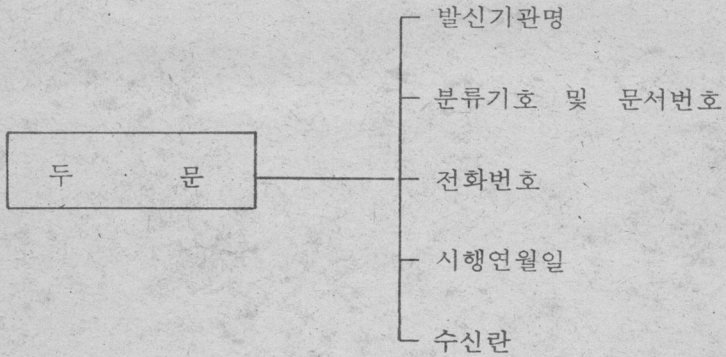 발신기관명
분류기호 및 문서번호
두 문
전화번호
시행연월일
수신란